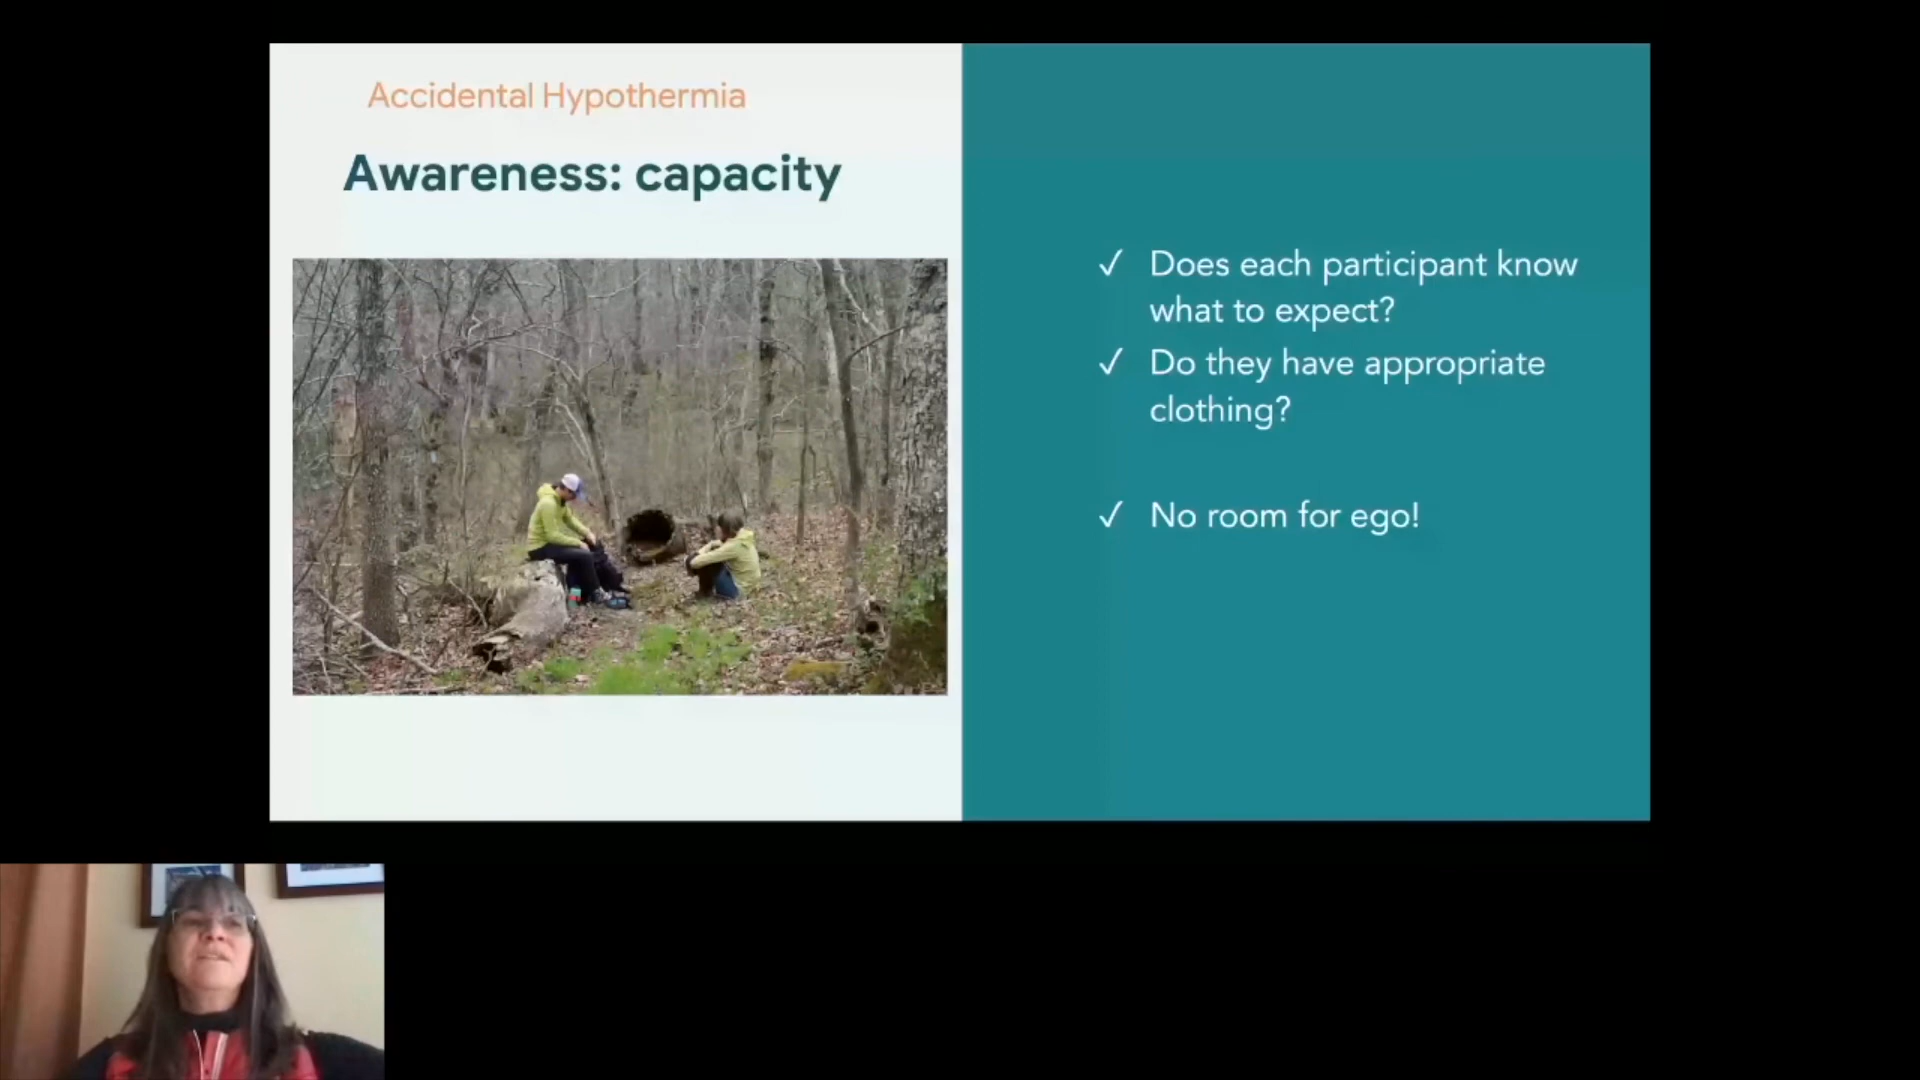 Accidental Hypothermia
Awareness: capacity
✓ Does each participant know
what to expect?
✓ Do they have appropriate
clothing?
✓ No room for ego!